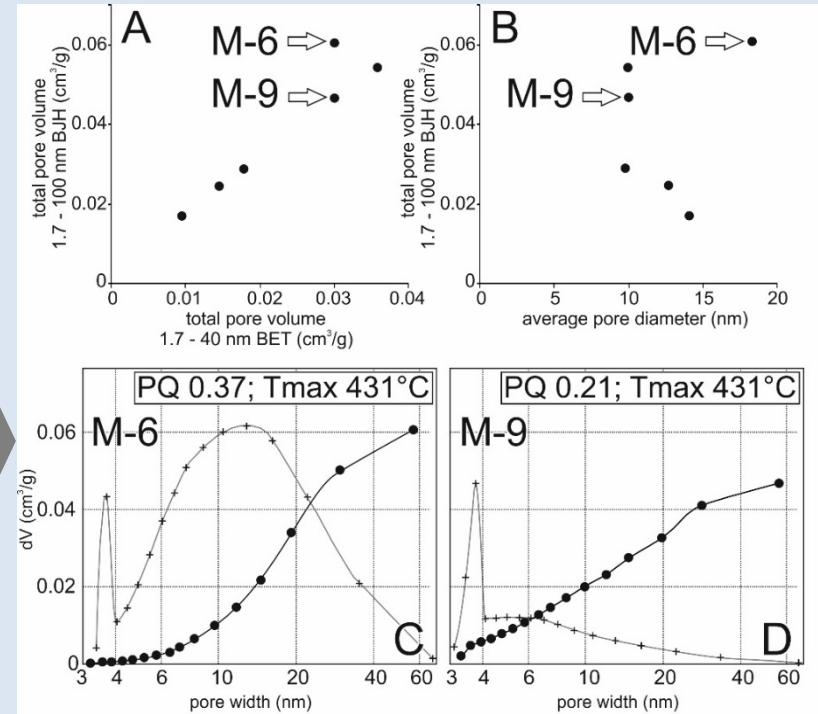 A
M-6
M-9
total pore volume
1.7 - 100 nm BJH (cm³/g)
0.06
0.04
0.02
0
0
0.01
0.02
0.03
0.04
total pore volume
1.7 - 40 nm BET (cm³/g)
B
M-6
M-9
total pore volume
1.7 - 100 nm BJH (cm³/g)
0.06
0.04
0.02
0
0
5
10
15
20
average pore diameter (nm)
PQ 0.37; Tmax 431°C
M-6
dV (cm³/g)
0.06
0.04
0.02
0
C
3 4 6 10 20 40 60
pore width (nm)
PQ 0.21; Tmax 431°C
M-9
D
3 4 6 10 20 40 60
pore width (nm)